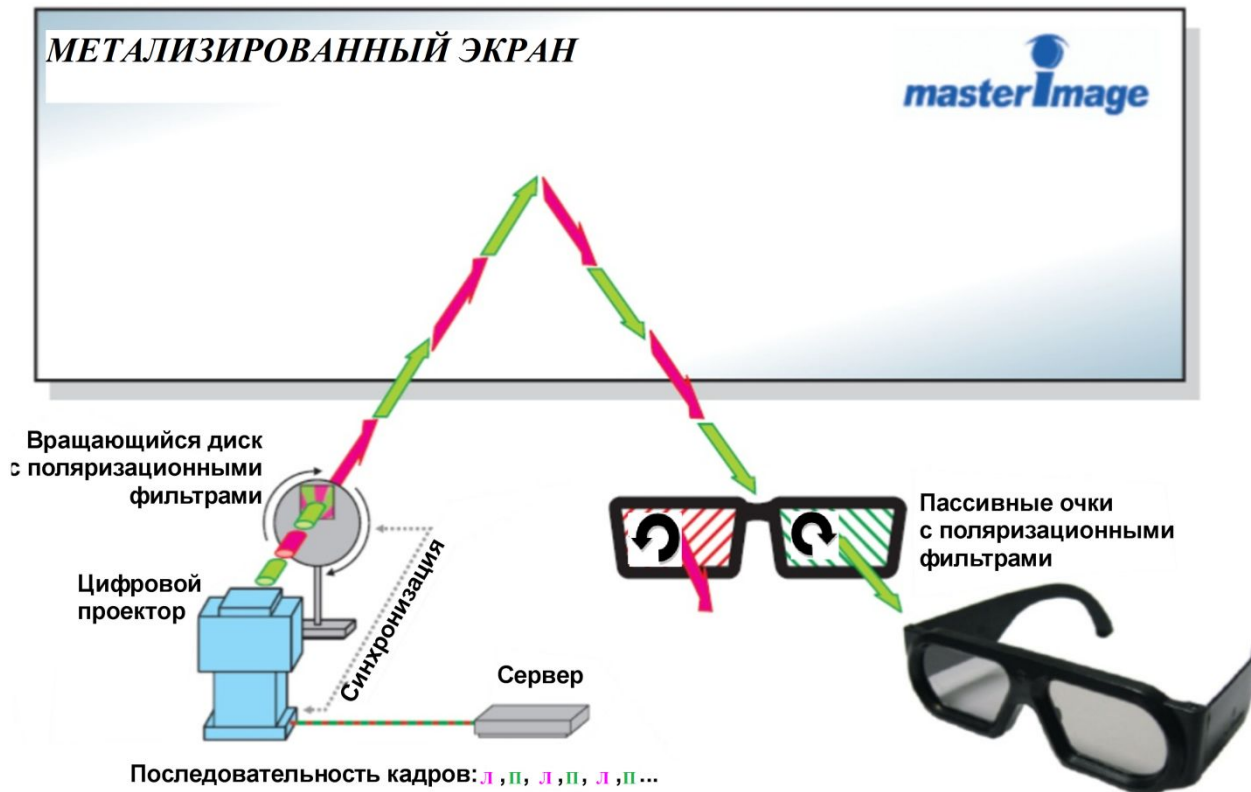 МЕТАЛИЗИРОВАННЫЙ ЭКРАН
masterimage
Вращающийся диск
с поляризационными
фильтрами
Цифровой
проектор
Синхронизация
Сервер
Пассивные очки
с поляризационными
фильтрами
Последовательность кадров: Л ,П, Л ,П, Л ,П ...